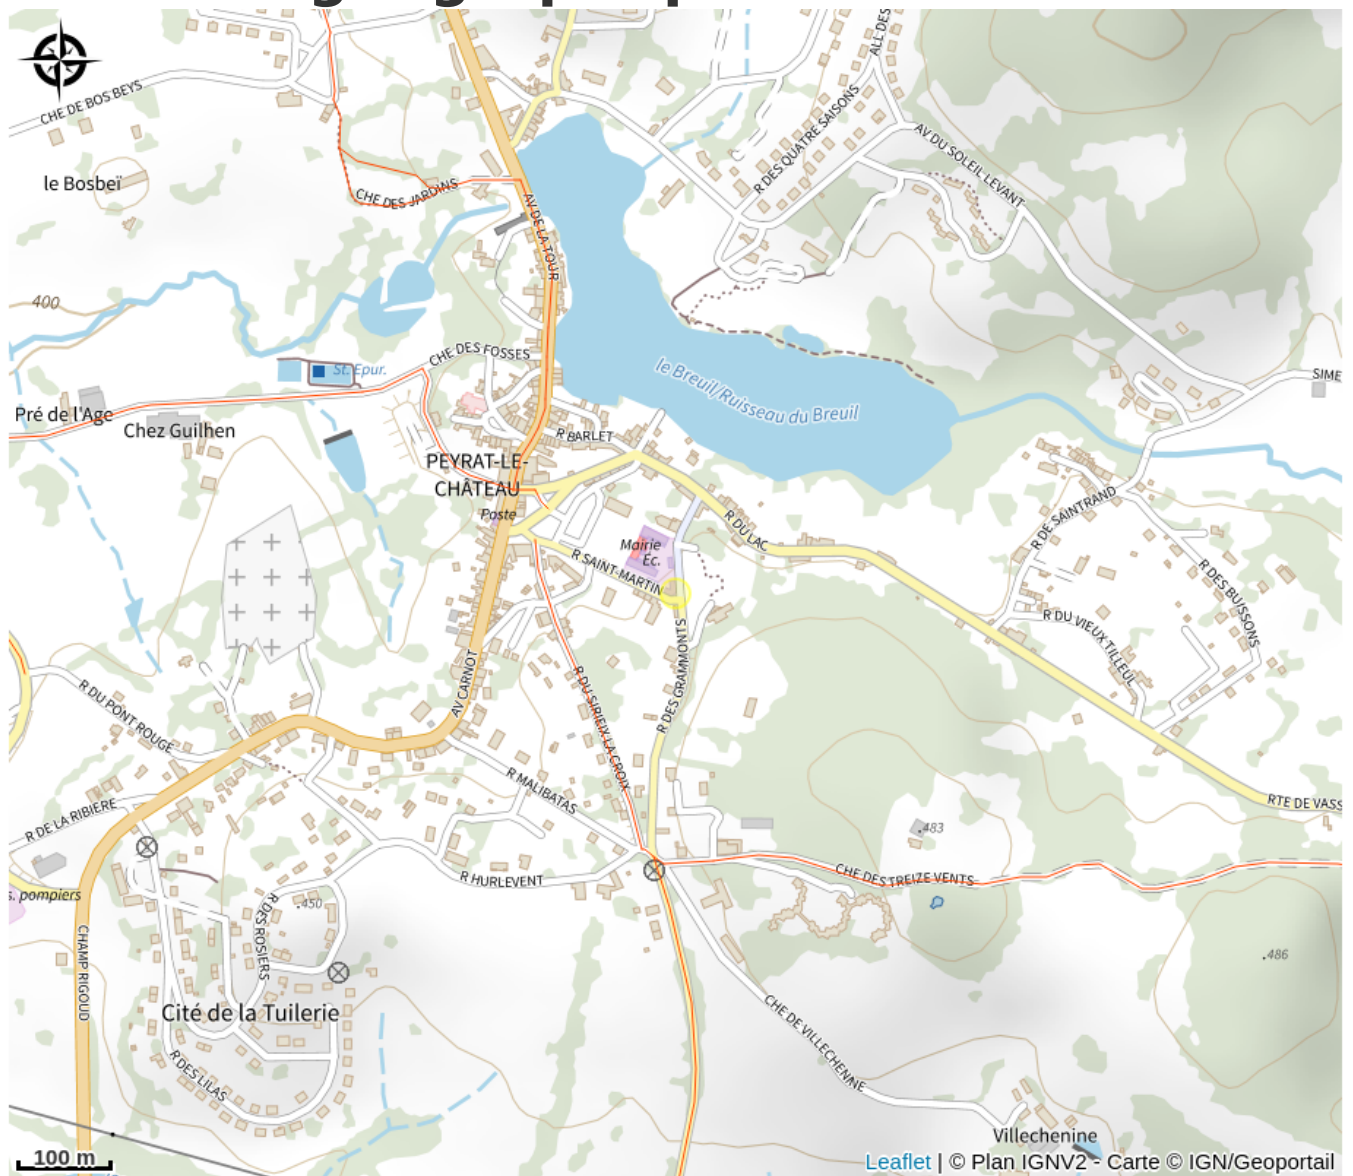 ALL DES
CHE DE BOS BEYS
R DES QUATRE SAISONS
AV DU SOLEIL LEVANT
le Bosbeï
CHE DES JARDINS
AV DE LA TOUR
400
CHE DES FOSSES
St. Epur.
le Breuil/Ruisseau du Breuil
SIME
Pré de l'Age
Chez Guilhen
R BARLET
PEYRAT-LE-
CHÂTEAU
Poste
R DU LAC
R DE SAINTRAND
Mairie
Éc.
R SAINT-MARTIN
R DES BUISSONS
R DU VIEUX TILLEUL
R DES GRAMMONTS
AV CARNOT
R DU SIRIEIX LA CROIX
R DU PONT ROUGE
R MALIBATAS
RTE DE VASS
R DE LA RIBIÈRE
483
CHE DES TREIZE VENTS
R HURLEVENT
s. pompiers
450
R DES ROSIERS
CHAMP RIGOUD
486
Cité de la Tuilerie
CHE DE VILLECHENINE
R DES LILAS
Villechenine
100 m
Leaflet | © Plan IGNV2 - Carte © IGN/Geoportail